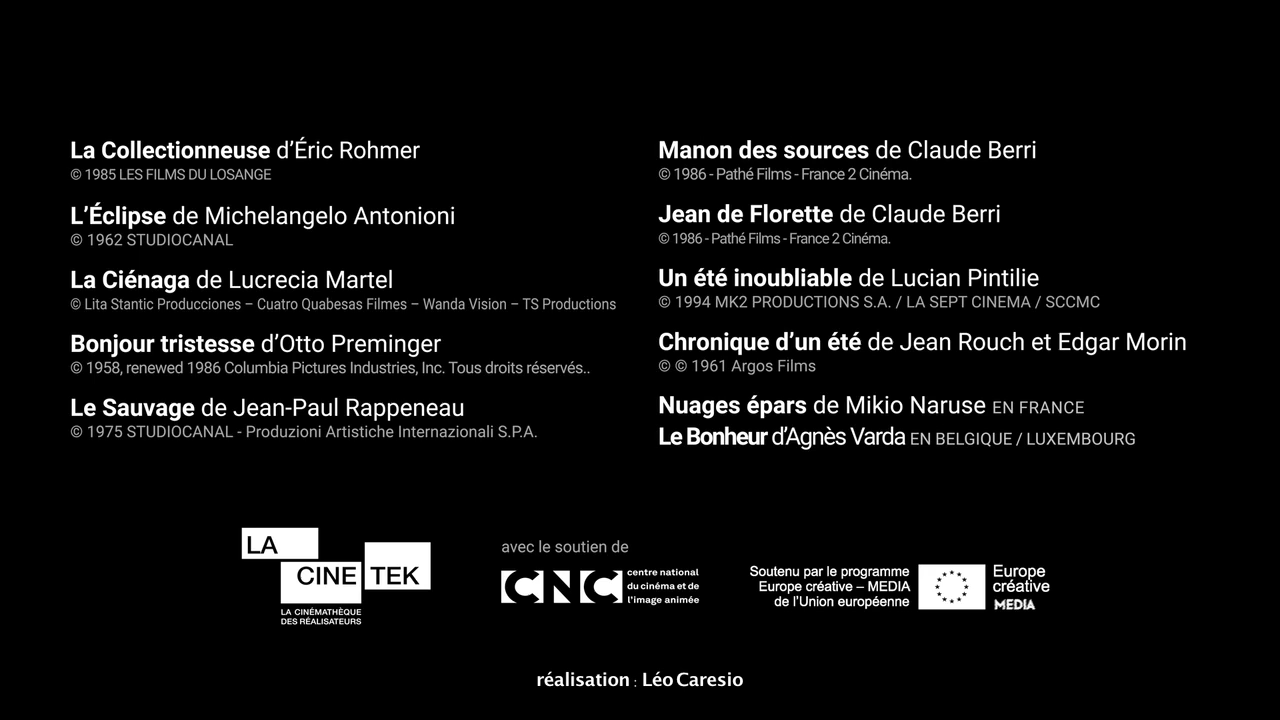 La Collectionneuse d'Éric Rohmer
© 1985 LES FILMS DU LOSANGE
L'Éclipse de Michelangelo Antonioni
© 1962 STUDIOCANAL
La Ciénaga de Lucrecia Martel
© Lita Stantic Producciones – Cuatro Quabesas Filmes – Wanda Vision – TS Productions
Bonjour tristesse d'Otto Preminger
© 1958, renewed 1986 Columbia Pictures Industries, Inc. Tous droits réservés..
Le Sauvage de Jean-Paul Rappeneau
© 1975 STUDIOCANAL - Produzioni Artistiche Internazionali S.P.A.
Manon des sources de Claude Berri
© 1986 - Pathé Films - France 2 Cinéma.
Jean de Florette de Claude Berri
© 1986 - Pathé Films - France 2 Cinéma.
Un été inoubliable de Lucian Pintilie
© 1994 MK2 PRODUCTIONS S.A. / LA SEPT CINEMA / SCCMC
Chronique d'un été de Jean Rouch et Edgar Morin
© © 1961 Argos Films
Nuages épars de Mikio Naruse EN FRANCE
Le Bonheur d'Agnès Varda EN BELGIQUE / LUXEMBOURG
LA
CINETEK
LA CINÉMATHÈQUE
DES RÉALISATEURS
avec le soutien de
CNC
centre national
du cinéma et de
l'image animée
Soutenu par le programme
Europe créative – MEDIA
de l'Union européenne
Europe
créative
MEDIA
réalisation : Léo Caresio